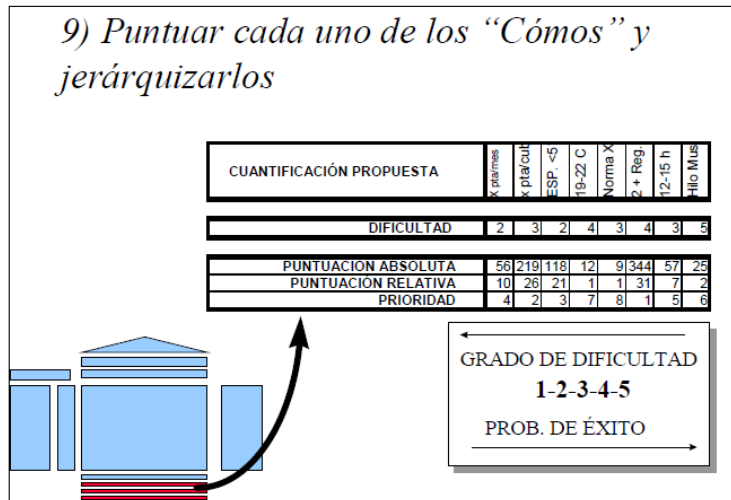 9) Puntuar cada uno de los “Cómos” y
jerárquizarlos
CUANTIFICACIÓN PROPUESTA
X pta/mes
x pta/cub
ESP. <5
19-22 C
Norma X
2 + Reg.
12-15 h
Hilo Mus
DIFICULTAD 2 3 2 4 3 4 3 5
PUNTUACION ABSOLUTA 56 219 118 12 9 344 57 25
PUNTUACIÓN RELATIVA 10 26 21 1 1 31 7 2
PRIORIDAD 4 2 3 7 8 1 5 6
GRADO DE DIFICULTAD
1-2-3-4-5
PROB. DE ÉXITO